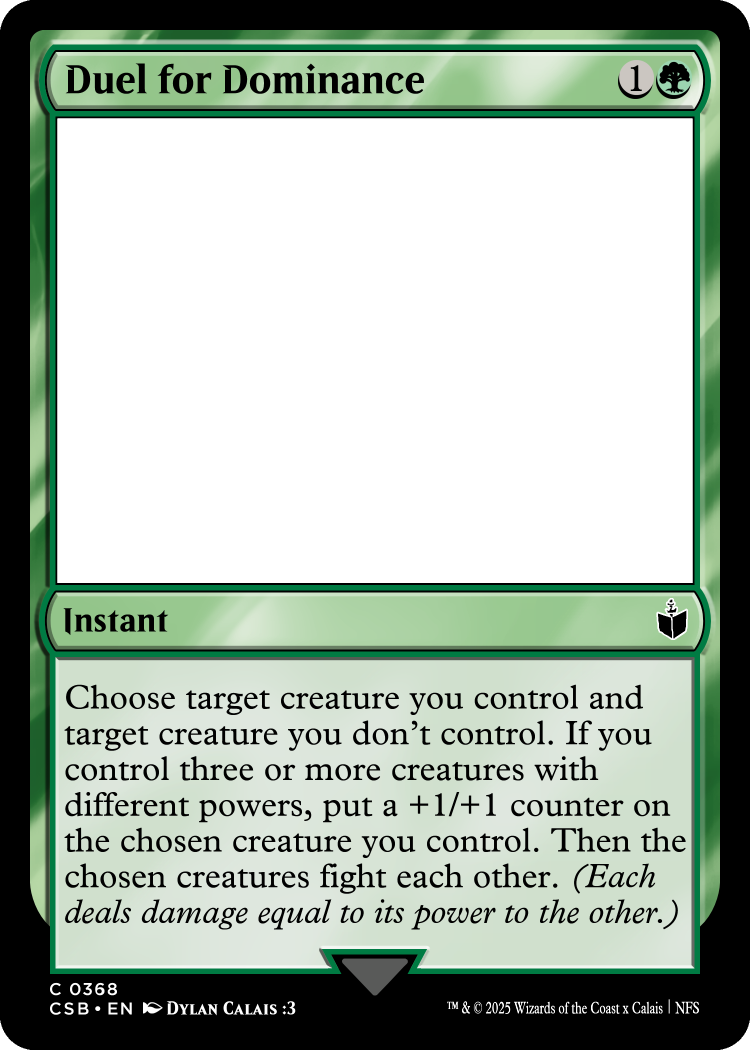 Duel for Dominance 1
Instant
Choose target creature you control and
target creature you don’t control. If you
control three or more creatures with
different powers, put a +1/+1 counter on
the chosen creature you control. Then the
chosen creatures fight each other. (Each
deals damage equal to its power to the other.)
C 0368
CSB • EN DYLAN CALAIS :3
™ & © 2025 Wizards of the Coast x Calais | NFS